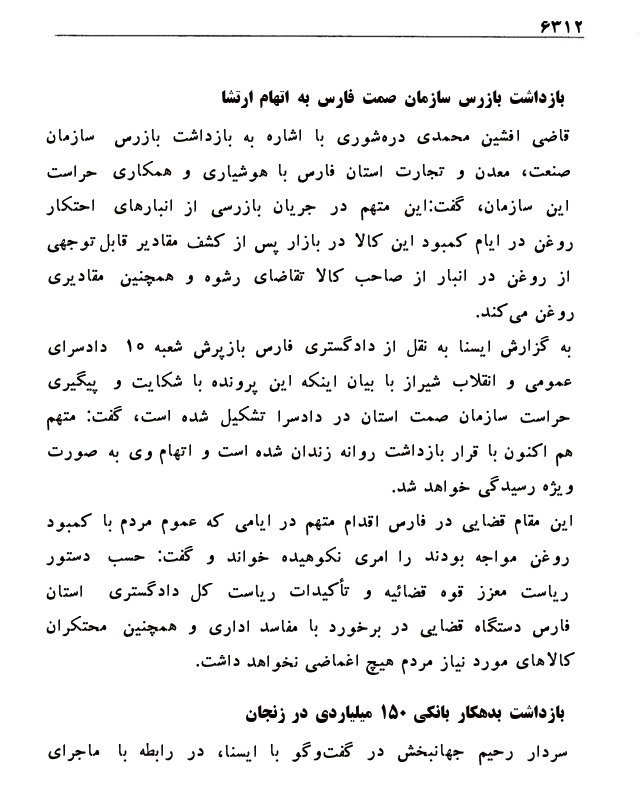 ۶۳۱۲
بازداشت بازرس سازمان صمت فارس به اتهام ارتشا
قاضی افشین محمدی دره‌شوری با اشاره به بازداشت بازرس سازمان
صنعت، معدن و تجارت استان فارس با هوشیاری و همکاری حراست
این سازمان، گفت:این متهم در جریان بازرسی از انبارهای احتکار
روغن در ایام کمبود این کالا در بازار پس از کشف مقادیر قابل توجهی
از روغن در انبار از صاحب کالا تقاضای رشوه و همچنین مقادیری
روغن می‌کند.
به گزارش ایسنا به نقل از دادگستری فارس بازپرش شعبه ۱۰ دادسرای
عمومی و انقلاب شیراز با بیان اینکه این پرونده با شکایت و پیگیری
حراست سازمان صمت استان در دادسرا تشکیل شده است، گفت: متهم
هم اکنون با قرار بازداشت روانه زندان شده است و اتهام وی به صورت
ویژه رسیدگی خواهد شد.
این مقام قضایی در فارس اقدام متهم در ایامی که عموم مردم با کمبود
روغن مواجه بودند را امری نکوهیده خواند و گفت: حسب دستور
ریاست معزز قوه قضائیه و تأکیدات ریاست کل دادگستری استان
فارس دستگاه قضایی در برخورد با مفاسد اداری و همچنین محتکران
کالاهای مورد نیاز مردم هیچ اغماضی نخواهد داشت.
بازداشت بدهکار بانکی ۱۵۰ میلیاردی در زنجان
سردار رحیم جهانبخش در گفت‌وگو با ایسنا، در رابطه با ماجرای